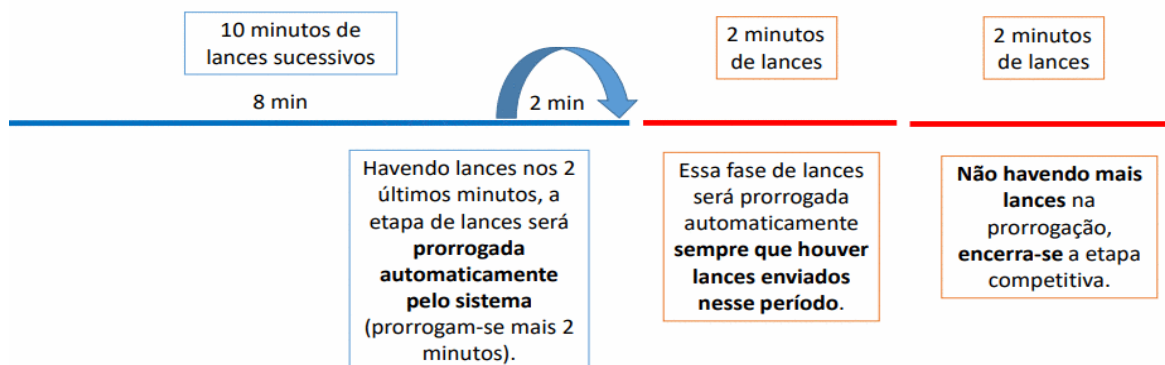 10 minutos de
lances sucessivos
2 minutos
de lances
2 minutos
de lances
8 min
2 min
Havendo lances nos 2
últimos minutos, a
etapa de lances será
prorrogada
automaticamente
pelo sistema
(prorrogam-se mais 2
minutos).
Essa fase de lances
será prorrogada
automaticamente
sempre que houver
lances enviados
nesse período.
Não havendo mais
lances na
prorrogação,
encerra-se a etapa
competitiva.